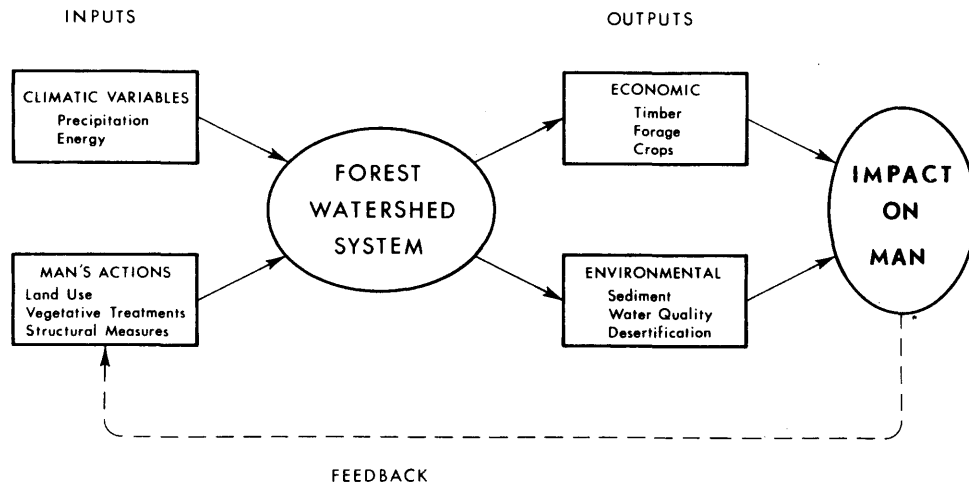 INPUTS
OUTPUTS
CLIMATIC VARIABLES
Precipitation
Energy
ECONOMIC
Timber
Forage
Crops
FOREST
WATERSHED
SYSTEM
IMPACT
ON
MAN
MAN'S ACTIONS
Land Use
Vegetative Treatments
Structural Measures
ENVIRONMENTAL
Sediment
Water Quality
Desertification
FEEDBACK